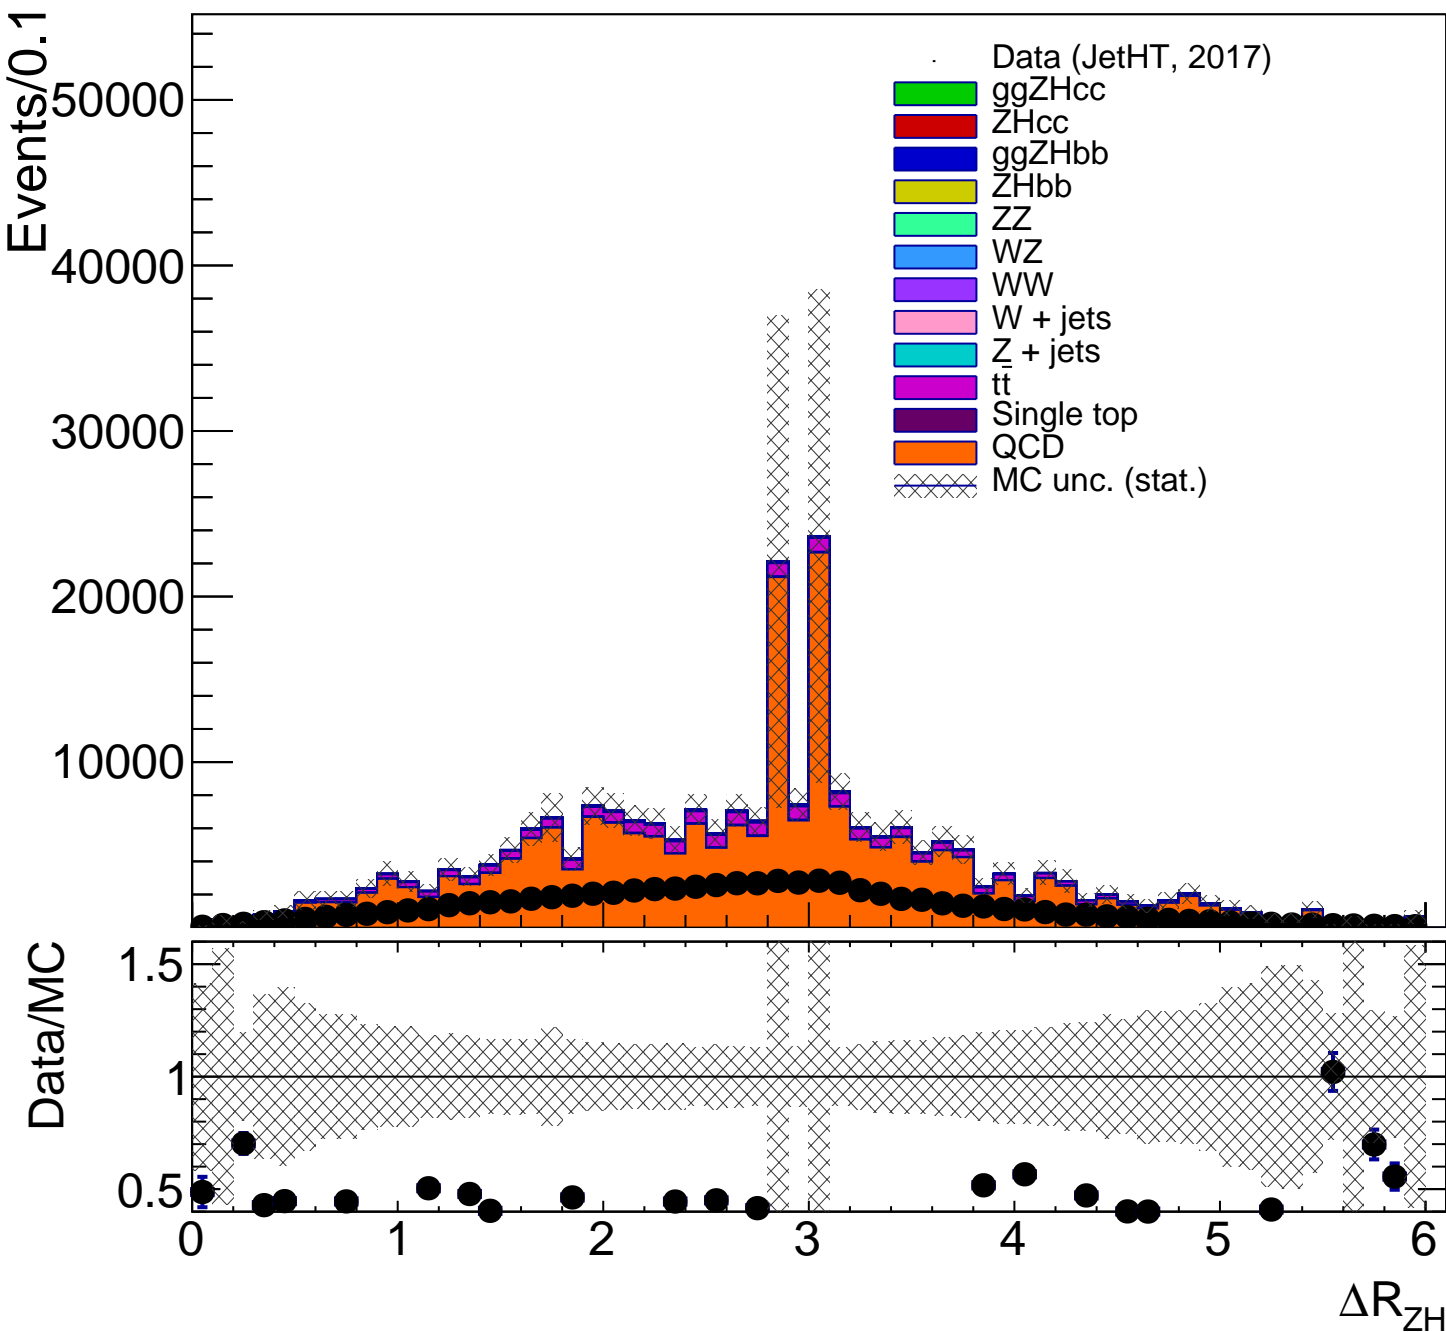 Events/0.1
50000
40000
30000
20000
10000
Data (JetHT, 2017)
ggZHcc
ZHcc
ggZHbb
ZHbb
ZZ
WZ
WW
W + jets
Z + jets
tt̄
Single top
QCD
MC unc. (stat.)
Data/MC
1.5
1
0.5
0 1 2 3 4 5 6
ΔR_ZH